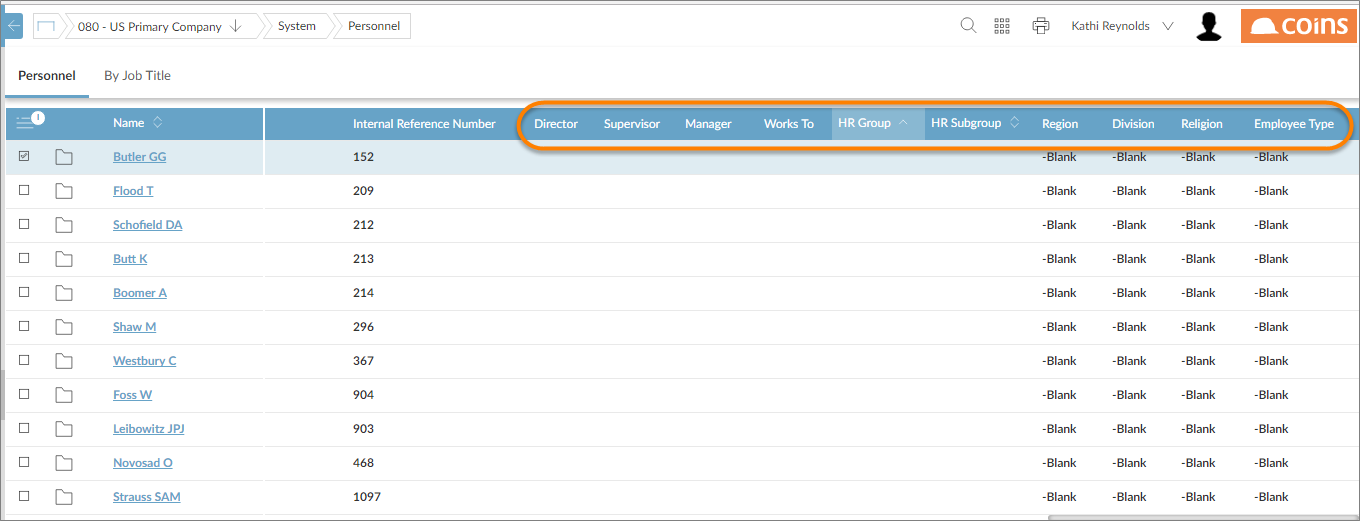 080 - US Primary Company System Personnel Kathi Reynolds coins
Personnel By Job Title
1 Name Internal Reference Number Director Supervisor Manager Works To HR Group HR Subgroup Region Division Religion Employee Type
Butler GG 152 -Blank -Blank -Blank -Blank
Flood T 209 -Blank -Blank -Blank -Blank
Schofield DA 212 -Blank -Blank -Blank -Blank
Butt K 213 -Blank -Blank -Blank -Blank
Boomer A 214 -Blank -Blank -Blank -Blank
Shaw M 296 -Blank -Blank -Blank -Blank
Westbury C 367 -Blank -Blank -Blank -Blank
Foss W 904 -Blank -Blank -Blank -Blank
Leibowitz JPJ 903 -Blank -Blank -Blank -Blank
Novosad O 468 -Blank -Blank -Blank -Blank
Strauss SAM 1097 -Blank -Blank -Blank -Blank